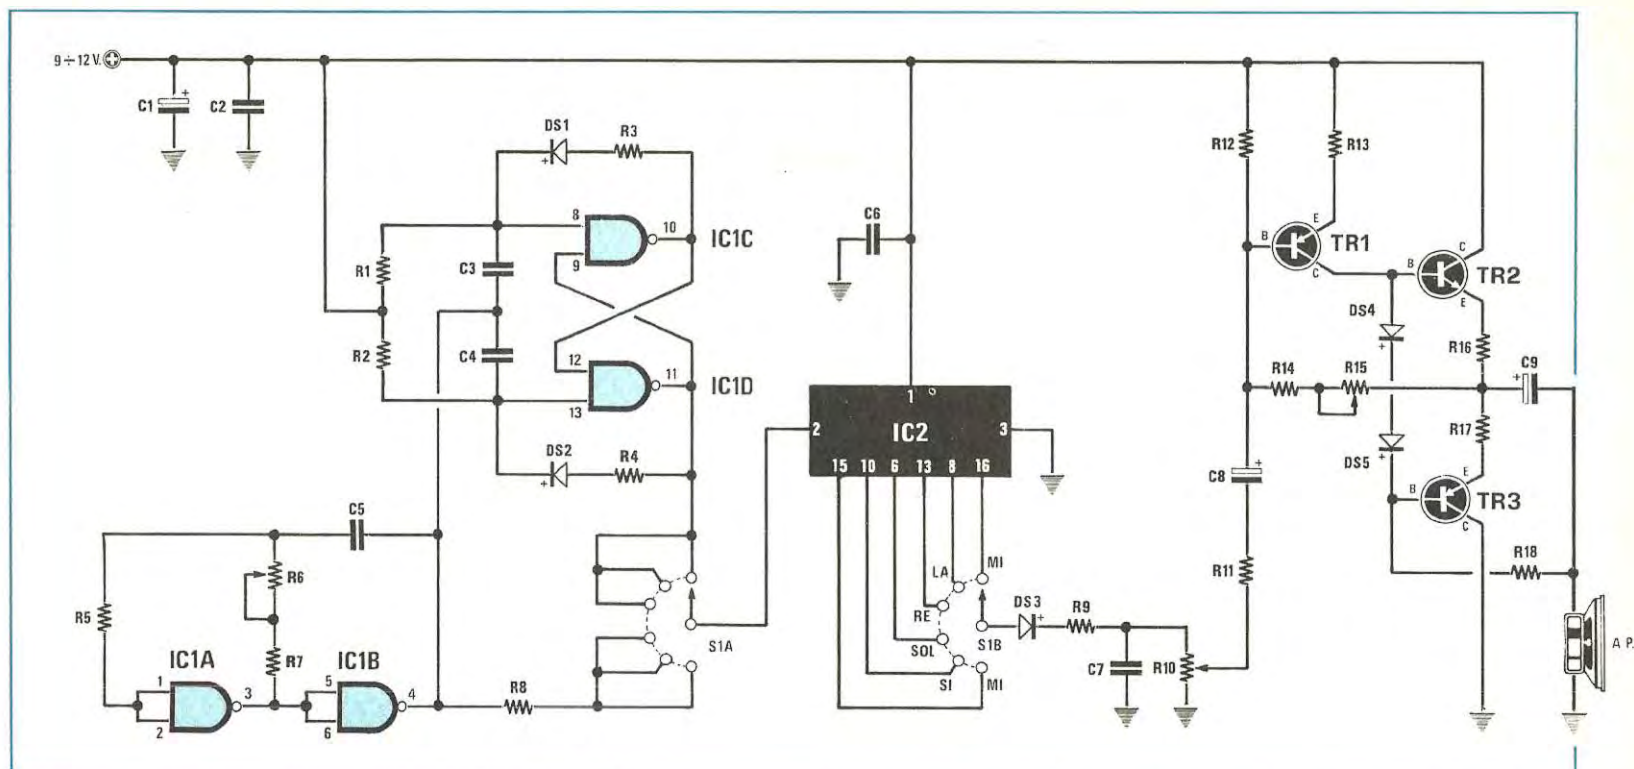 9÷12 V.
C1
+
C2
DS1
+
R3
8
9
10
IC1C
R1
C3
R2
C4
12
13
11
IC1D
DS2
+
R4
C5
R6
R5
R7
IC1A
1
2
3
IC1B
5
6
4
R8
S1A
C6
1
2
IC2
3
15
10
6
13
8
16
LA
MI
RE
SOL
SI
MI
S1B
DS3
+
R9
C7
R10
R11
C8
+
R12
R13
B
E
C
TR1
B
C
E
TR2
DS4
+
R14
R15
R16
C9
+
R17
DS5
+
B
E
C
TR3
R18
A P.